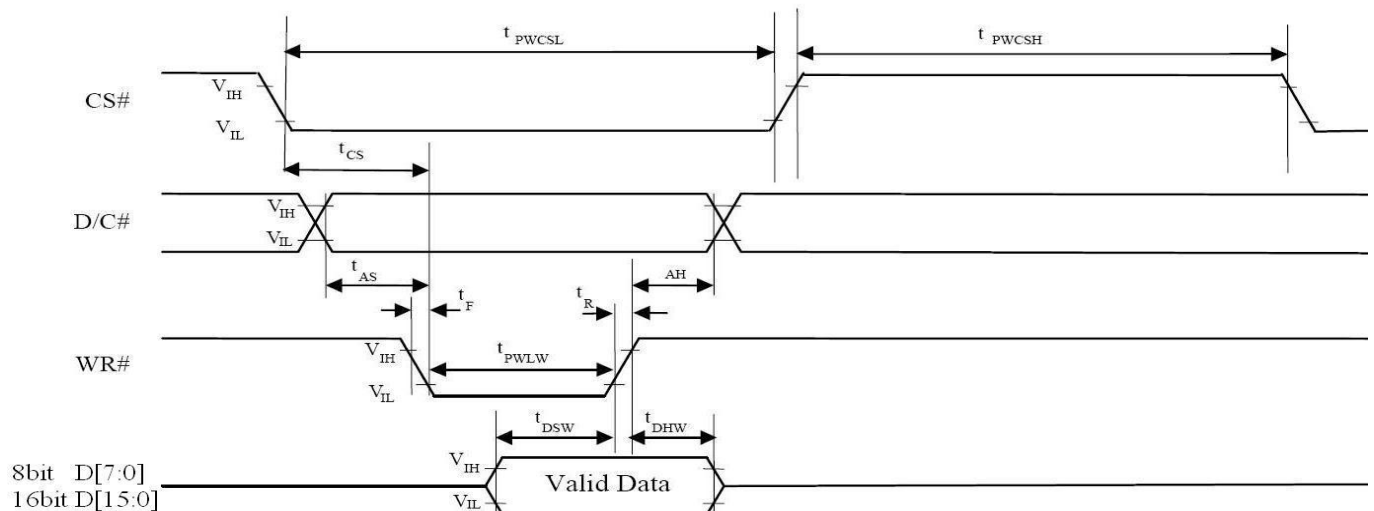 t PWCSL
t PWCSH
CS#
V IH
V IL
t CS
D/C#
V IH
V IL
t AS
t F
t R
AH
WR#
V IH
V IL
t PWLW
t DSW
t DHW
8bit D[7:0]
16bit D[15:0]
V IH
V IL
Valid Data